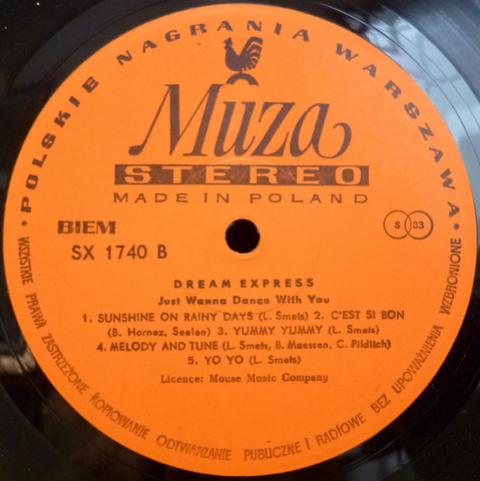 • POLSKIE NAGRANIA WARSZAWA •
Muza
STEREO
MADE IN POLAND
BIEM
SX 1740 B
S 33
DREAM EXPRESS
Just Wanna Dance With You
1. SUNSHINE ON RAINY DAYS (L. Smets) 2. C'EST SI BON
(B. Hornez, Seelen) 3. YUMMY YUMMY (L. Smets)
4. MELODY AND TUNE (L. Smets, B. Maessen, C. Pildlich)
5. YO YO (L. Smets)
Licence: Mouse Music Company
WSZYSTKIE PRAWA ZASTRZEŻONE KOPIOWANIE ODTWARZANIE PUBLICZNE I RADIOWE BEZ UPOWAŻNIENIA WZBRONIONE